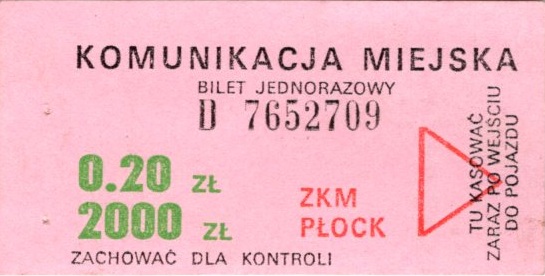 KOMUNIKACJA MIEJSKA
BILET JEDNORAZOWY
D 7652709
0.20 ZŁ
2000 ZŁ
ZKM
PŁOCK
TU KASOWAĆ
ZARAZ PO WEJŚCIU
DO POJAZDU
ZACHOWAĆ DLA KONTROLI